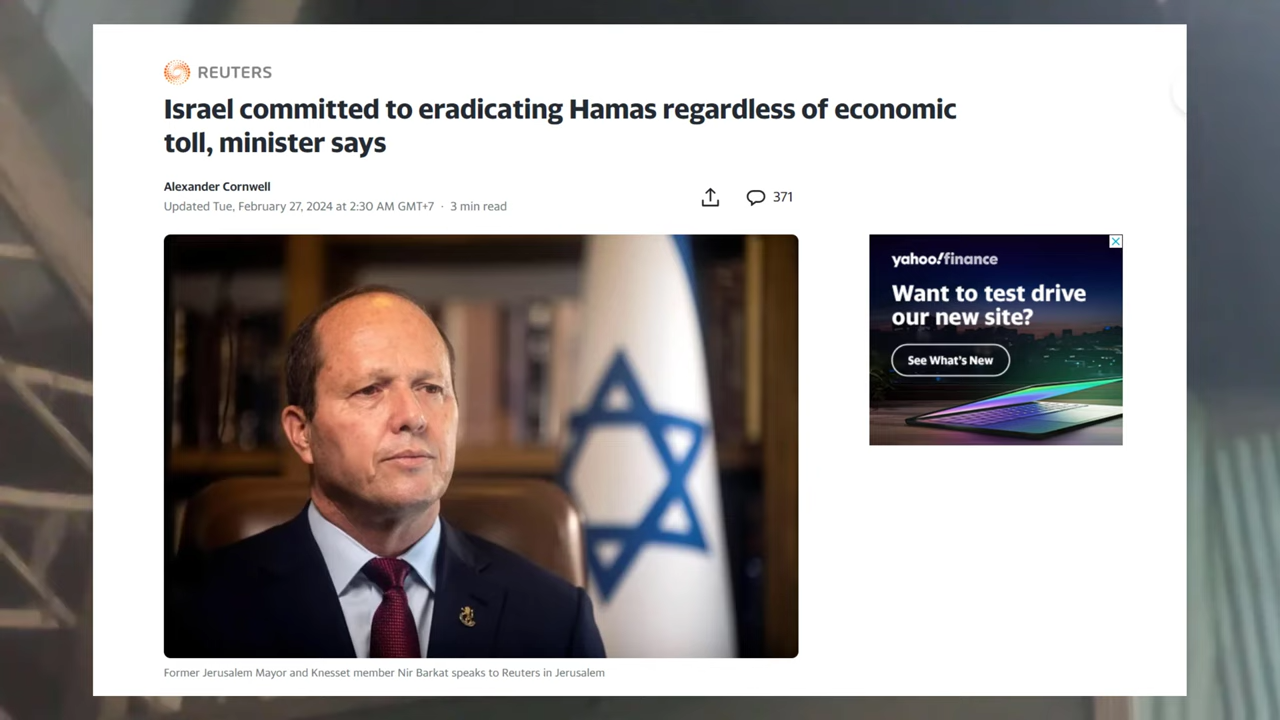 REUTERS
Israel committed to eradicating Hamas regardless of economic
toll, minister says
Alexander Cornwell
Updated Tue, February 27, 2024 at 2:30 AM GMT+7 · 3 min read
371
yahoo!finance
Want to test drive
our new site?
See What's New
Former Jerusalem Mayor and Knesset member Nir Barkat speaks to Reuters in Jerusalem